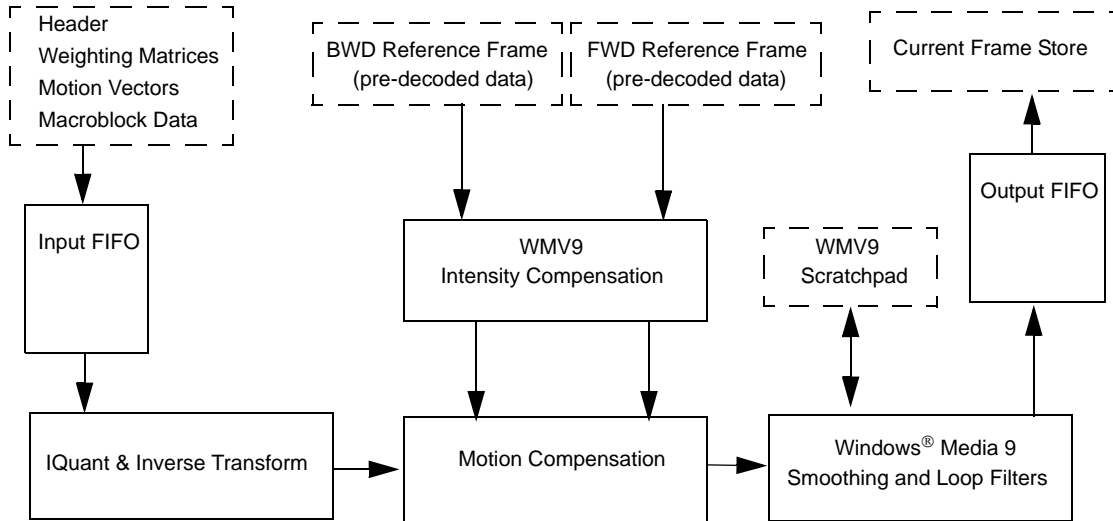 Header
Weighting Matrices
Motion Vectors
Macroblock Data
BWD Reference Frame
(pre-decoded data)
FWD Reference Frame
(pre-decoded data)
Current Frame Store
Input FIFO
WMV9
Intensity Compensation
WMV9
Scratchpad
Output FIFO
IQuant & Inverse Transform
Motion Compensation
Windows® Media 9
Smoothing and Loop Filters